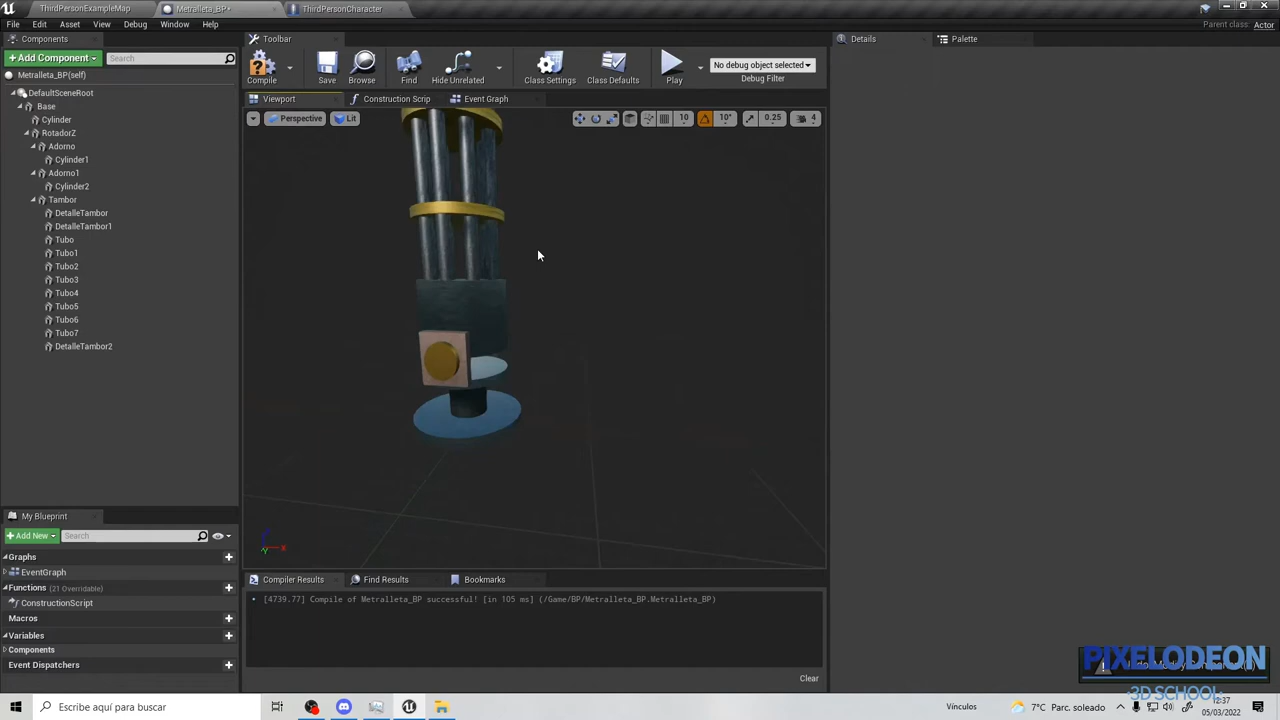 ThirdPersonExampleMap
Metralleta_BP*
ThirdPersonCharacter
File Edit Asset View Debug Window Help
Parent class: Actor
Components
+Add Component
Search
Metralleta_BP(self)
DefaultSceneRoot
Base
Cylinder
RotadorZ
Adorno
Cylinder1
Adorno1
Cylinder2
Tambor
DetalleTambor
DetalleTambor1
Tubo
Tubo1
Tubo2
Tubo3
Tubo4
Tubo5
Tubo6
Tubo7
DetalleTambor2
My Blueprint
+Add New
Search
Graphs
EventGraph
Functions (21 Overridable)
ConstructionScript
Macros
Variables
Components
Event Dispatchers
Toolbar
Compile
Save
Browse
Find
Hide Unrelated
Class Settings
Class Defaults
Play
No debug object selected
Debug Filter
Viewport
Construction Scrip
Event Graph
Perspective
Lit
10
10°
0.25
4
X
Compiler Results
Find Results
Bookmarks
[4739.77] Compile of Metralleta_BP successful! [in 105 ms] (/Game/BP/Metralleta_BP.Metralleta_BP)
Clear
Details
Palette
PIXELODEON
3D SCHOOL
Escribe aquí para buscar
Vínculos
7°C Parc. soleado
12:37
05/03/2022